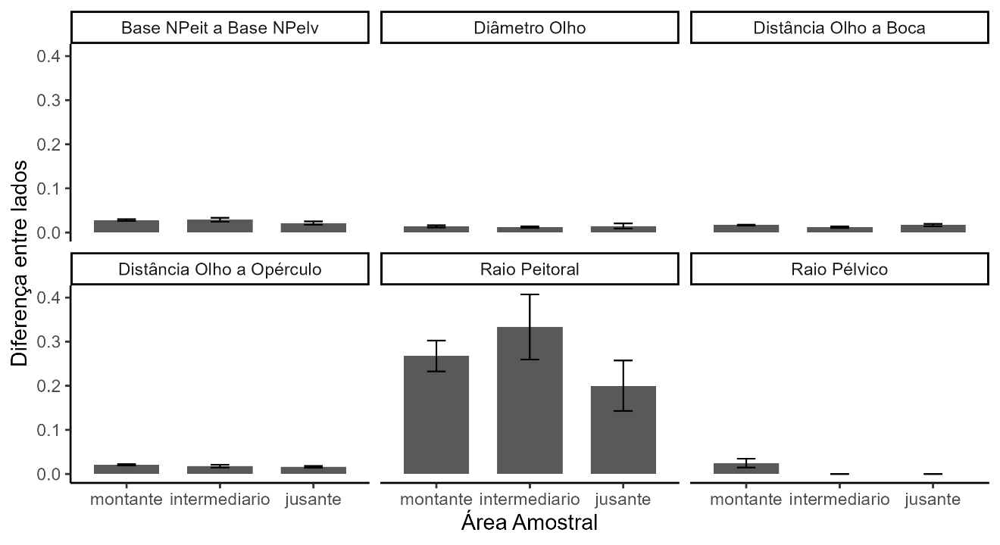 Base NPeit a Base NPelv
Diâmetro Olho
Distância Olho a Boca
0.4
0.3
0.2
0.1
0.0
Diferença entre lados
Distância Olho a Opérculo
Raio Peitoral
Raio Pélvico
0.4
0.3
0.2
0.1
0.0
montante intermediario jusante
montante intermediario jusante
montante intermediario jusante
Área Amostral